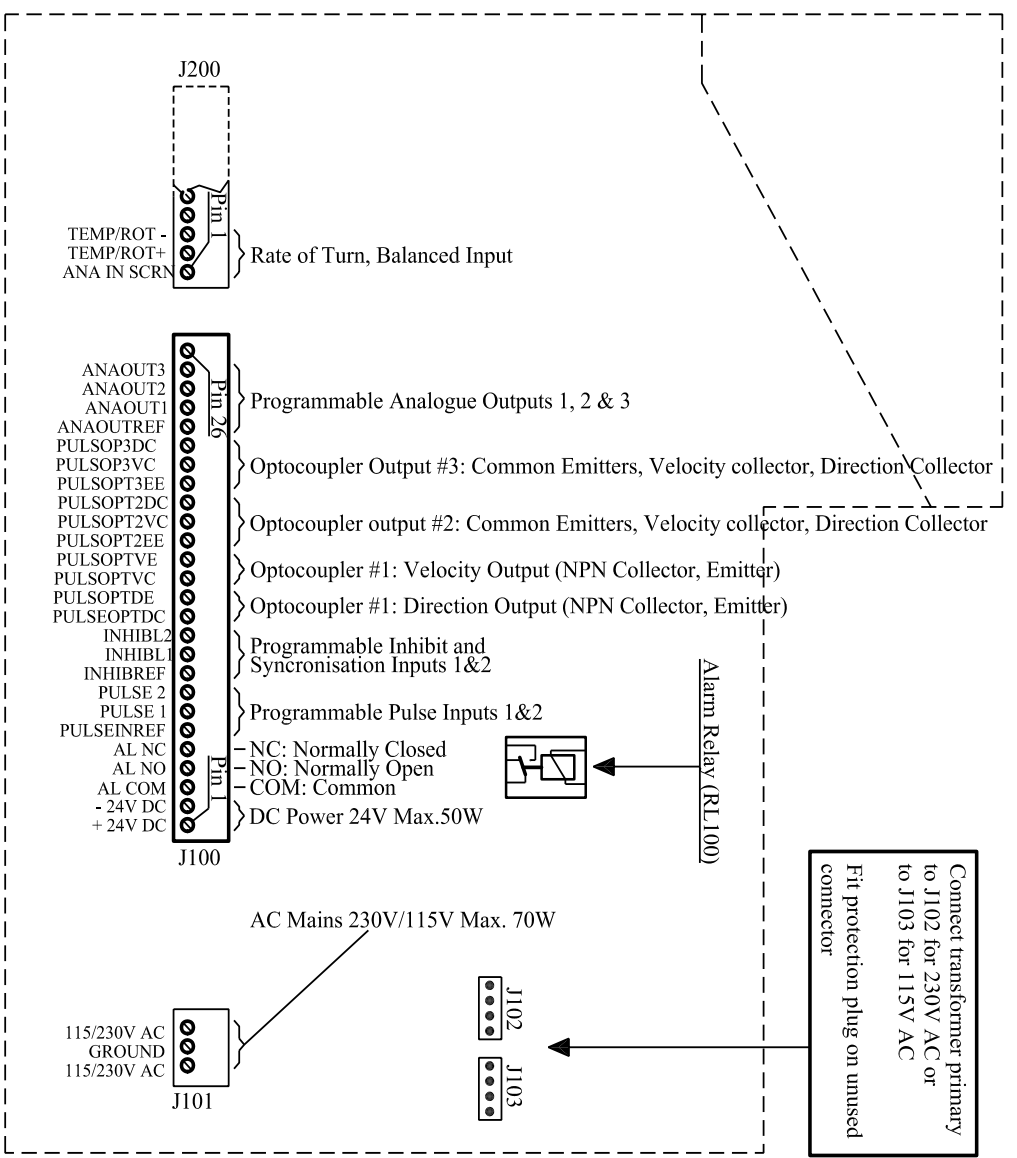 J200
Pin 1
TEMP/ROT -
TEMP/ROT+
ANA IN SCRN
Rate of Turn, Balanced Input
Pin 26
ANAOUT3
ANAOUT2
ANAOUT1
ANAOUTREF
Programmable Analogue Outputs 1, 2 & 3
PULSOP3DC
PULSOP3VC
PULSOPT3EE
Optocoupler Output #3: Common Emitters, Velocity collector, Direction Collector
PULSOPT2DC
PULSOPT2VC
PULSOPT2EE
Optocoupler output #2: Common Emitters, Velocity collector, Direction Collector
PULSOPTVE
PULSOPTVC
Optocoupler #1: Velocity Output (NPN Collector, Emitter)
PULSOPTDE
PULSEOPTDC
Optocoupler #1: Direction Output (NPN Collector, Emitter)
INHIBL2
INHIBL1
INHIBREF
Programmable Inhibit and
Syncronisation Inputs 1&2
PULSE 2
PULSE 1
PULSEINREF
Programmable Pulse Inputs 1&2
AL NC
NC: Normally Closed
AL NO
NO: Normally Open
AL COM
COM: Common
- 24V DC
+ 24V DC
DC Power 24V Max.50W
Pin 1
J100
Alarm Relay (RL100)
AC Mains 230V/115V Max. 70W
115/230V AC
GROUND
115/230V AC
J101
J102
J103
Connect transformer primary
to J102 for 230V AC or
to J103 for 115V AC
Fit protection plug on unused
connector